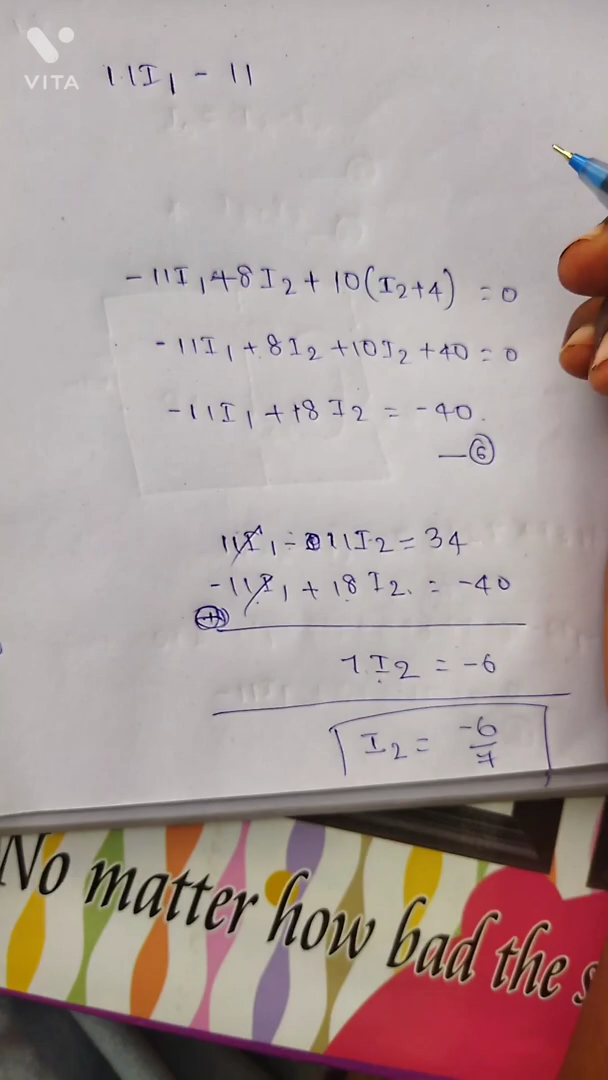 VITA
11I₁ - 11
-11I₁+8I₂ + 10(I₂+4) = 0
-11I₁ + 8I₂ + 10I₂ + 40 = 0
-11I₁ + 18I₂ = -40.
—⑥
11I₁ - 11I₂ = 34
-11I₁ + 18I₂ = -40
(+)
7I₂ = -6
I₂ = -6/7
No matter how bad the s